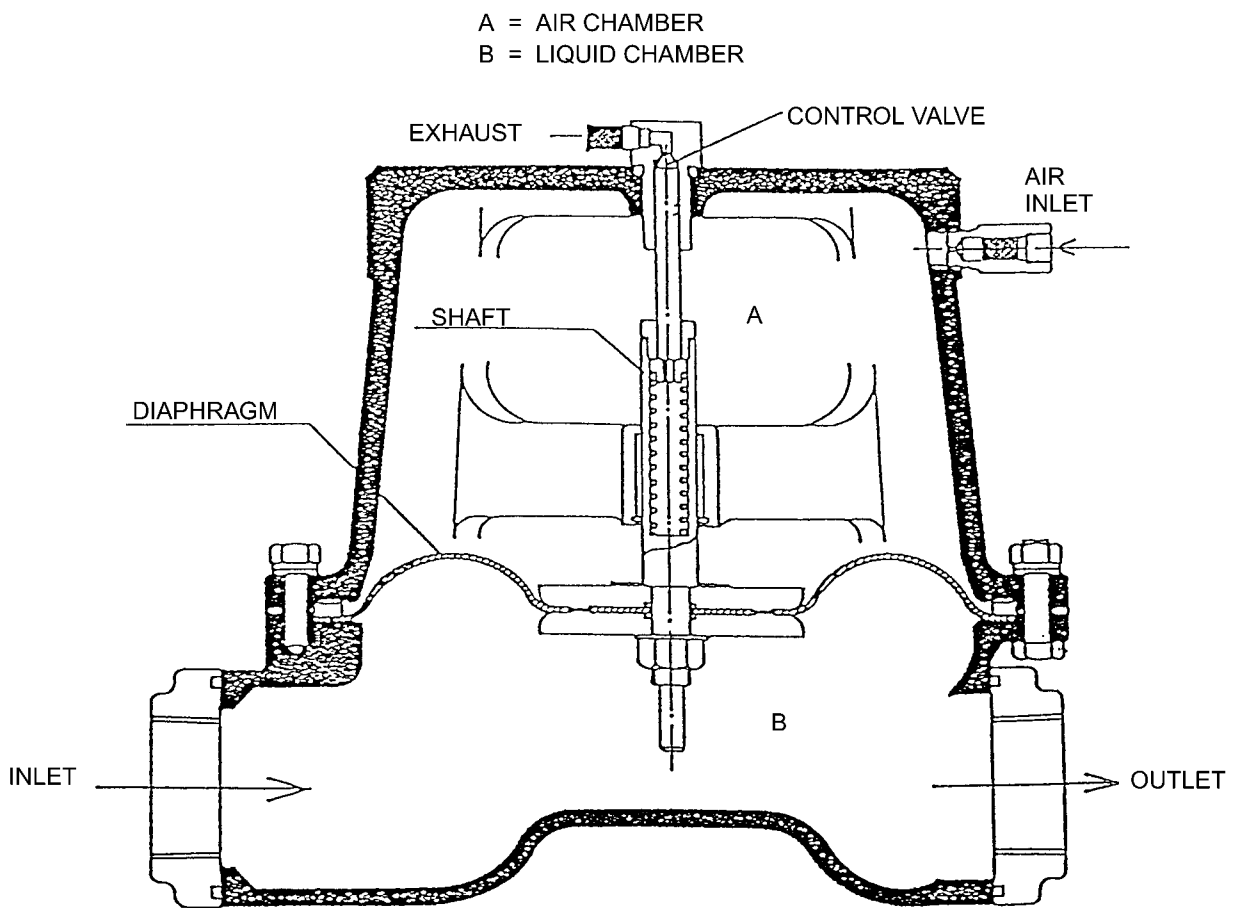 A = AIR CHAMBER
B = LIQUID CHAMBER
CONTROL VALVE
EXHAUST
AIR
INLET
SHAFT
A
DIAPHRAGM
B
INLET
OUTLET